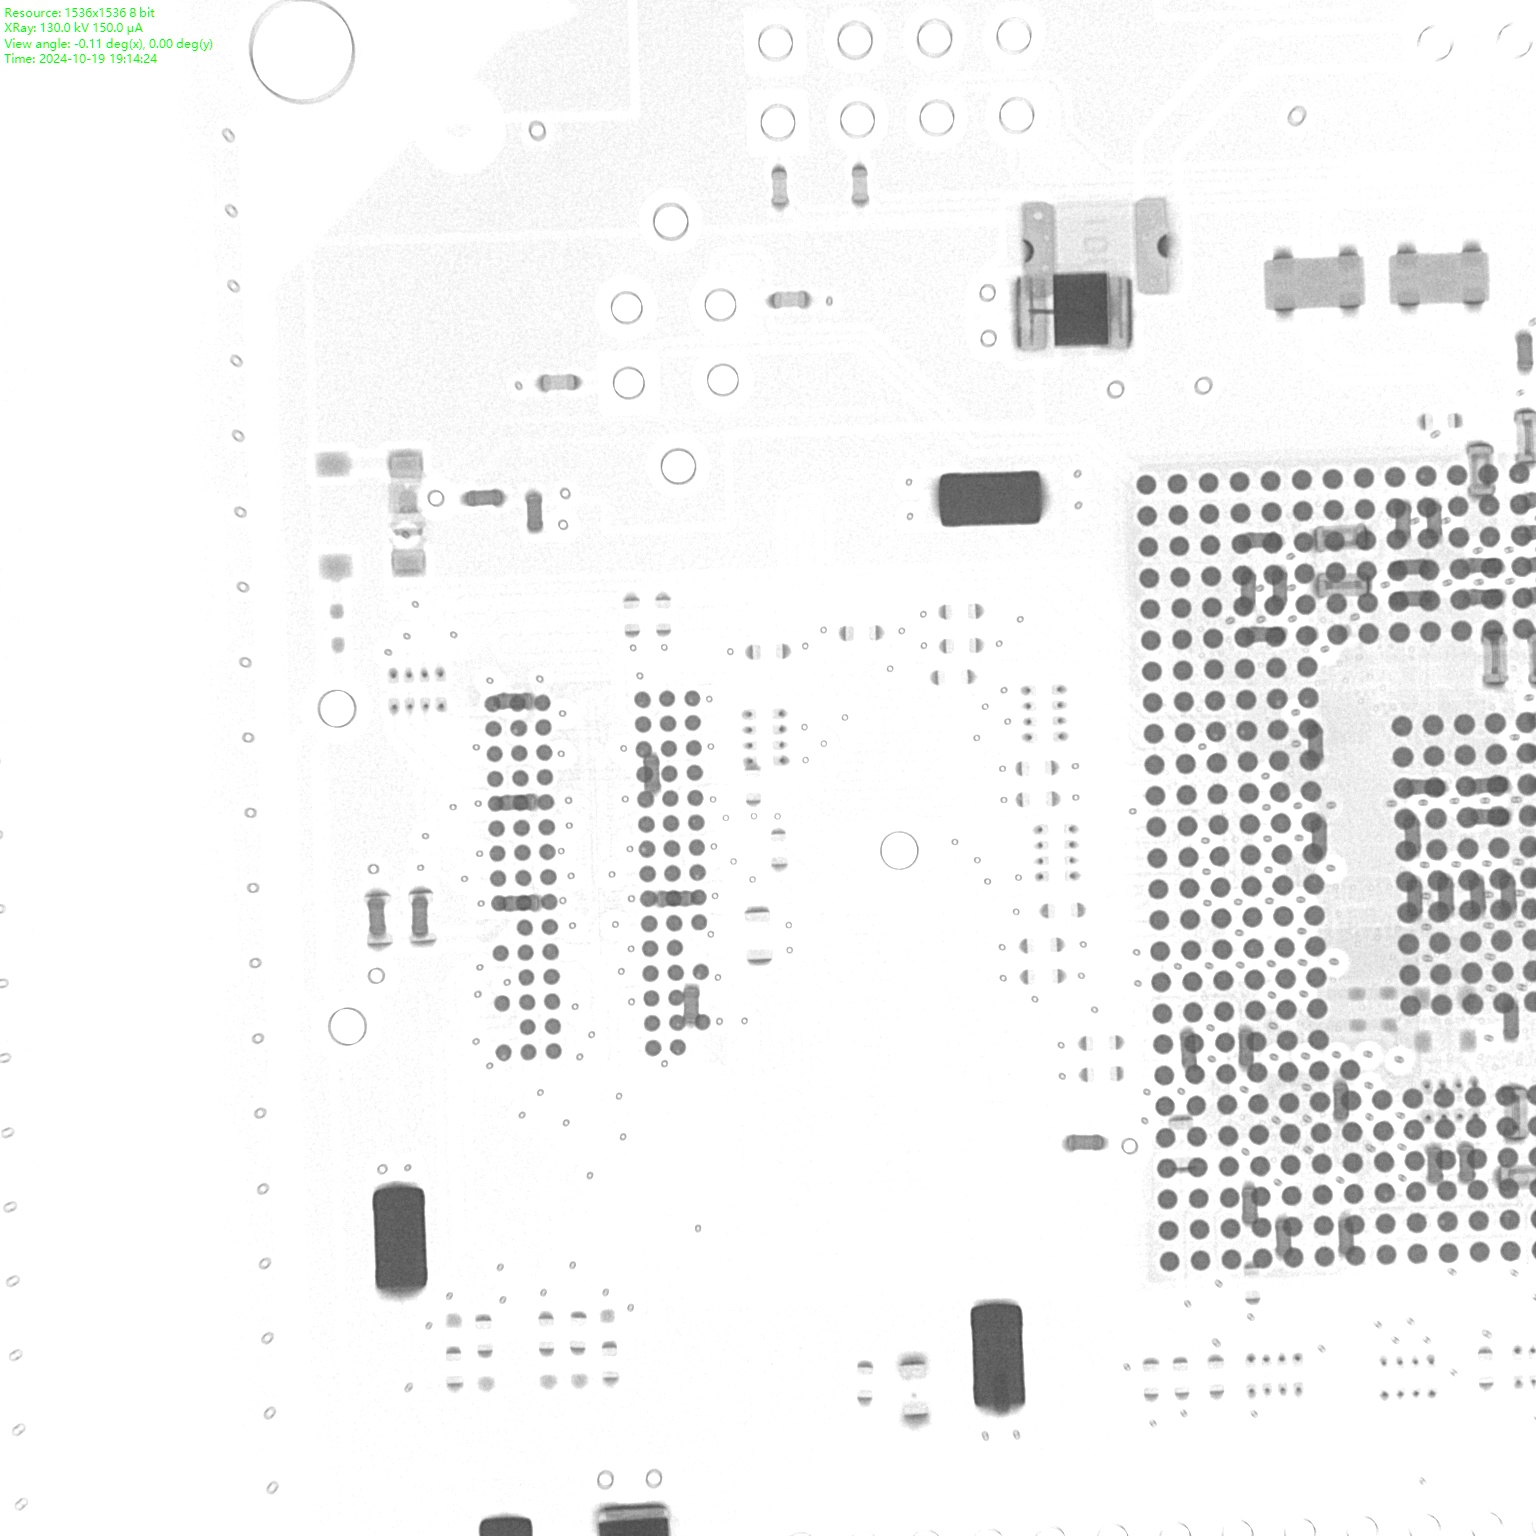 Resource: 1536x1536 8 bit
XRay: 130.0 kV 150.0 µA
View angle: -0.11 deg(x), 0.00 deg(y)
Time: 2024-10-19 19:14:24